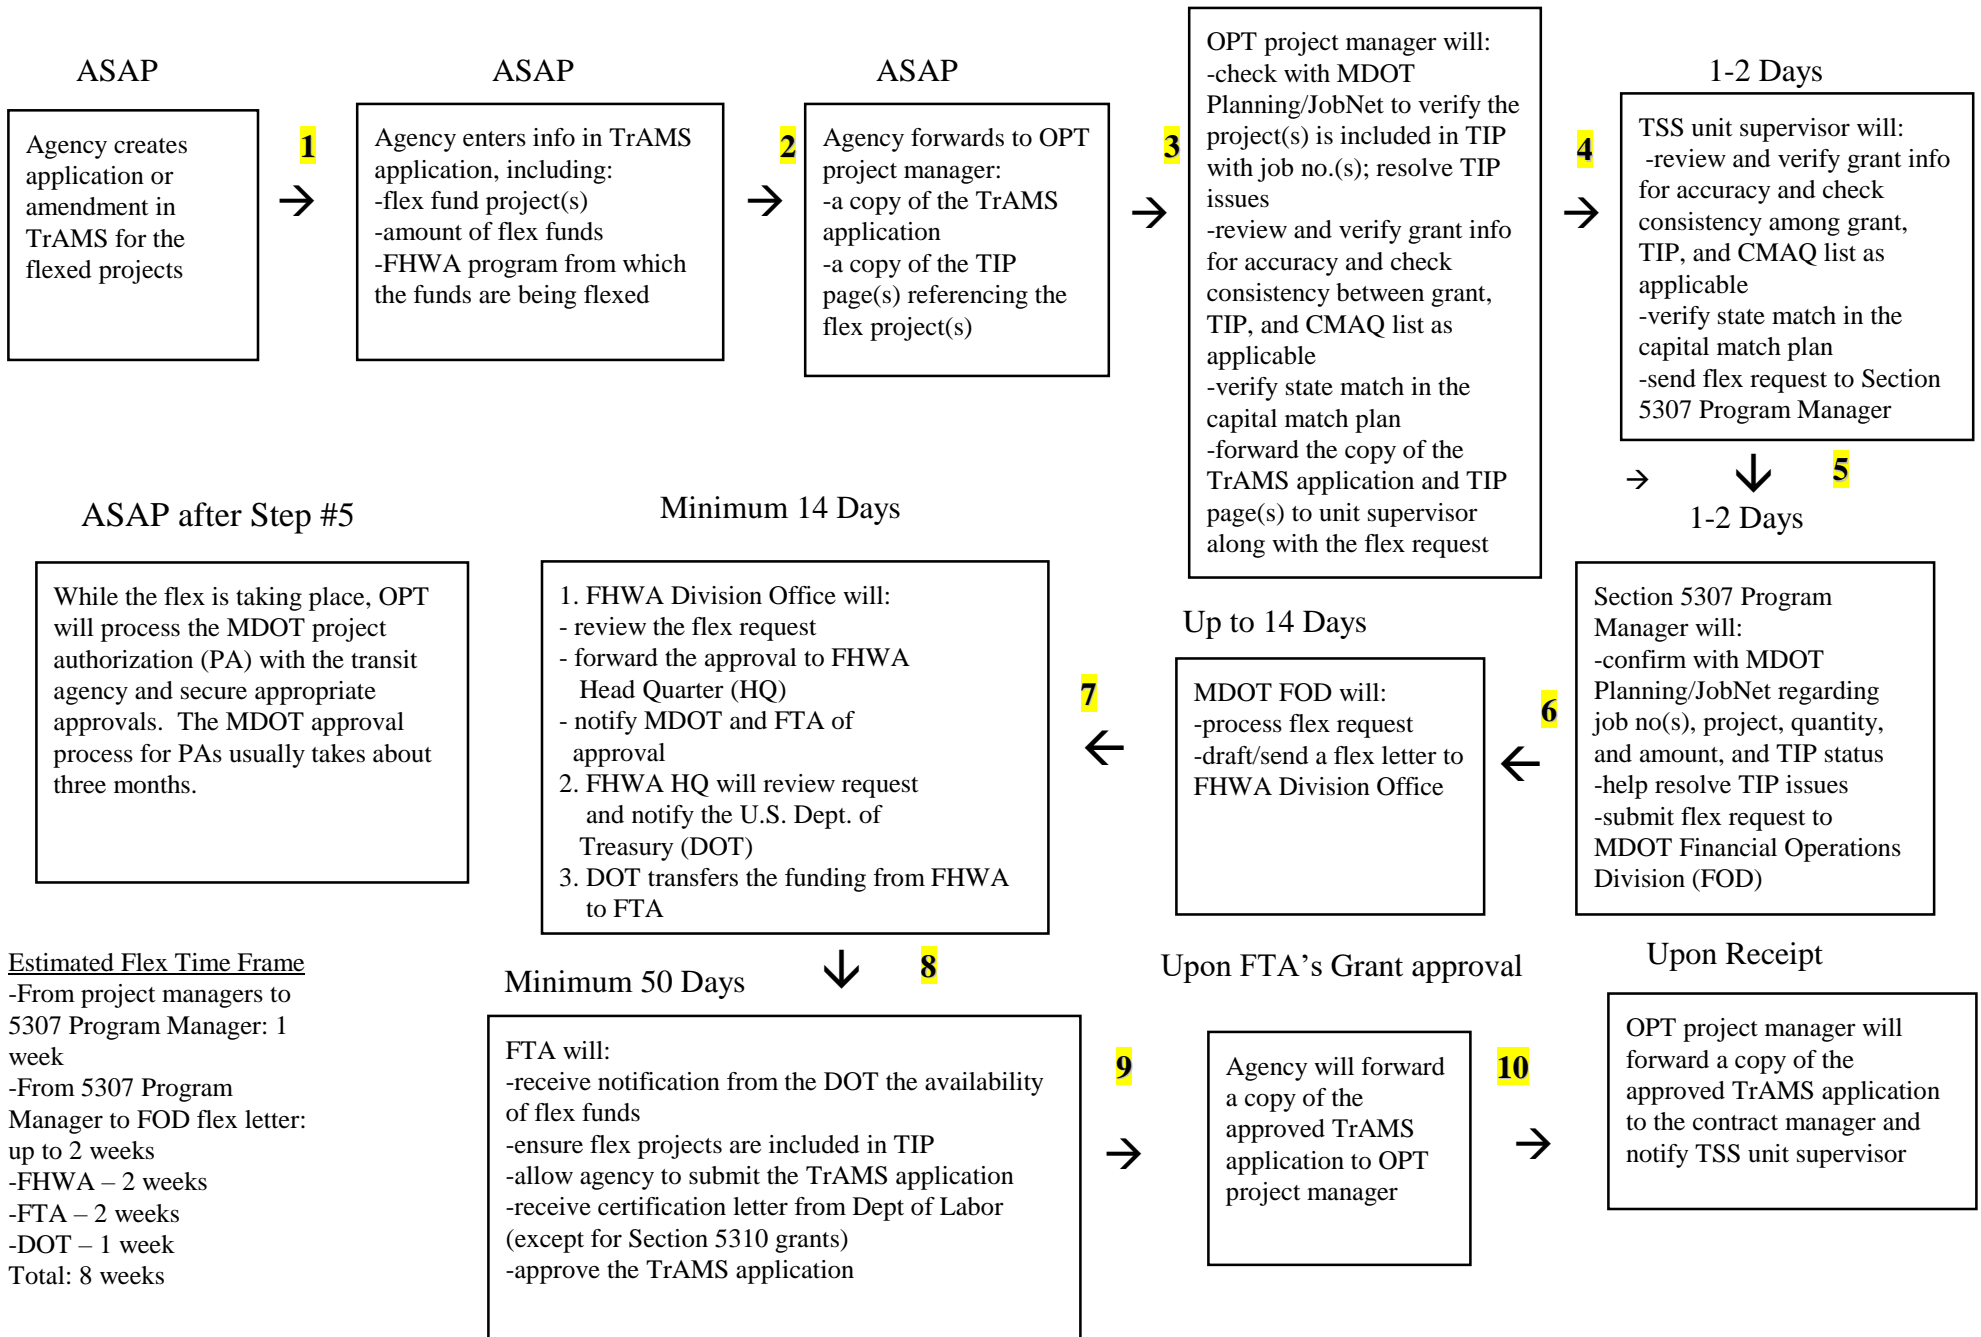 ASAP
Agency creates
application or
amendment in
TrAMS for the
flexed projects
1
→
ASAP
Agency enters info in TrAMS
application, including:
-flex fund project(s)
-amount of flex funds
-FHWA program from which
the funds are being flexed
2
→
ASAP
Agency forwards to OPT
project manager:
-a copy of the TrAMS
application
-a copy of the TIP
page(s) referencing the
flex project(s)
3
→
OPT project manager will:
-check with MDOT
Planning/JobNet to verify the
project(s) is included in TIP
with job no.(s); resolve TIP
issues
-review and verify grant info
for accuracy and check
consistency between grant,
TIP, and CMAQ list as
applicable
-verify state match in the
capital match plan
-forward the copy of the
TrAMS application and TIP
page(s) to unit supervisor
along with the flex request
4
→
1-2 Days
TSS unit supervisor will:
-review and verify grant info
for accuracy and check
consistency among grant,
TIP, and CMAQ list as
applicable
-verify state match in the
capital match plan
-send flex request to Section
5307 Program Manager
→
↓
5
1-2 Days
Section 5307 Program
Manager will:
-confirm with MDOT
Planning/JobNet regarding
job no(s), project, quantity,
and amount, and TIP status
-help resolve TIP issues
-submit flex request to
MDOT Financial Operations
Division (FOD)
6
←
Up to 14 Days
MDOT FOD will:
-process flex request
-draft/send a flex letter to
FHWA Division Office
7
←
Minimum 14 Days
1. FHWA Division Office will:
- review the flex request
- forward the approval to FHWA
Head Quarter (HQ)
- notify MDOT and FTA of
approval
2. FHWA HQ will review request
and notify the U.S. Dept. of
Treasury (DOT)
3. DOT transfers the funding from FHWA
to FTA
ASAP after Step #5
While the flex is taking place, OPT
will process the MDOT project
authorization (PA) with the transit
agency and secure appropriate
approvals. The MDOT approval
process for PAs usually takes about
three months.
↓
8
Minimum 50 Days
FTA will:
-receive notification from the DOT the availability
of flex funds
-ensure flex projects are included in TIP
-allow agency to submit the TrAMS application
-receive certification letter from Dept of Labor
(except for Section 5310 grants)
-approve the TrAMS application
9
→
Upon FTA’s Grant approval
Agency will forward
a copy of the
approved TrAMS
application to OPT
project manager
10
→
Upon Receipt
OPT project manager will
forward a copy of the
approved TrAMS application
to the contract manager and
notify TSS unit supervisor
Estimated Flex Time Frame
-From project managers to
5307 Program Manager: 1
week
-From 5307 Program
Manager to FOD flex letter:
up to 2 weeks
-FHWA – 2 weeks
-FTA – 2 weeks
-DOT – 1 week
Total: 8 weeks